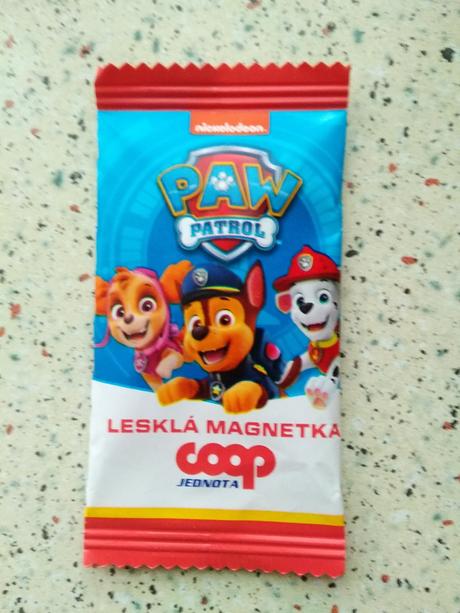 nickelodeon
PAW
PATROL
LESKLÁ MAGNETKA
coop
JEDNOTA